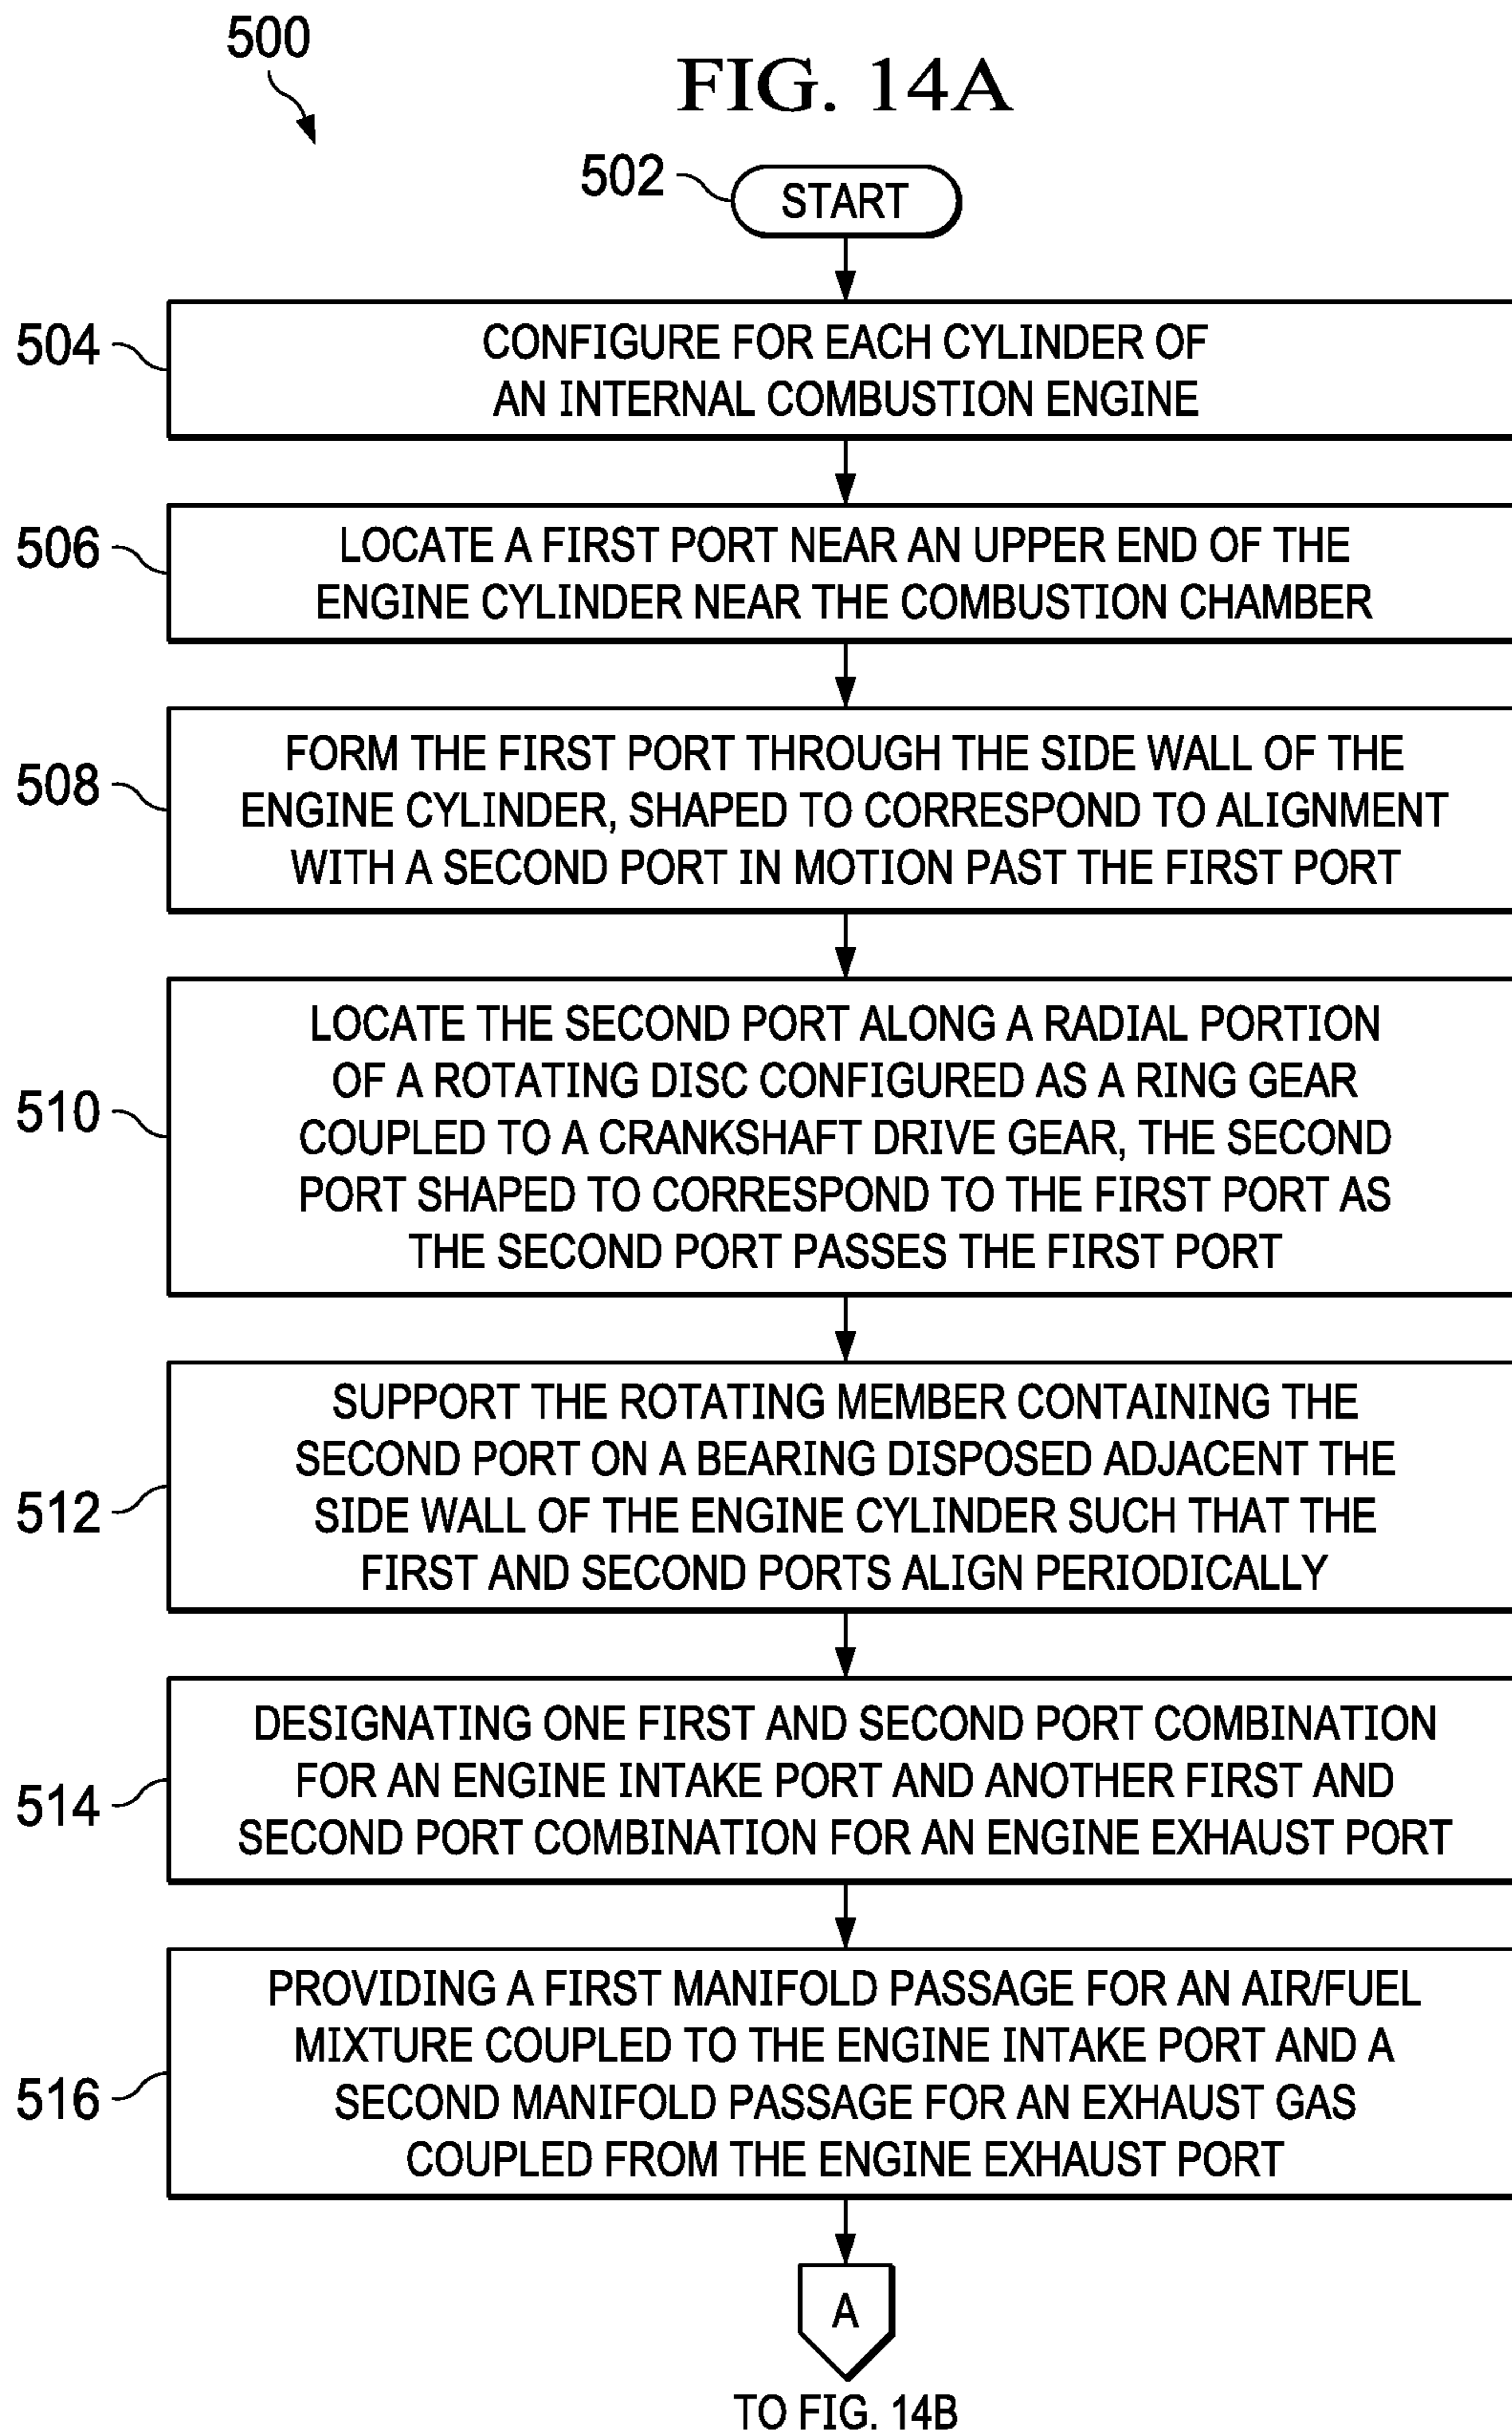 500
FIG. 14A
502
START
504
CONFIGURE FOR EACH CYLINDER OF
AN INTERNAL COMBUSTION ENGINE
506
LOCATE A FIRST PORT NEAR AN UPPER END OF THE
ENGINE CYLINDER NEAR THE COMBUSTION CHAMBER
508
FORM THE FIRST PORT THROUGH THE SIDE WALL OF THE
ENGINE CYLINDER, SHAPED TO CORRESPOND TO ALIGNMENT
WITH A SECOND PORT IN MOTION PAST THE FIRST PORT
510
LOCATE THE SECOND PORT ALONG A RADIAL PORTION
OF A ROTATING DISC CONFIGURED AS A RING GEAR
COUPLED TO A CRANKSHAFT DRIVE GEAR, THE SECOND
PORT SHAPED TO CORRESPOND TO THE FIRST PORT AS
THE SECOND PORT PASSES THE FIRST PORT
512
SUPPORT THE ROTATING MEMBER CONTAINING THE
SECOND PORT ON A BEARING DISPOSED ADJACENT THE
SIDE WALL OF THE ENGINE CYLINDER SUCH THAT THE
FIRST AND SECOND PORTS ALIGN PERIODICALLY
514
DESIGNATING ONE FIRST AND SECOND PORT COMBINATION
FOR AN ENGINE INTAKE PORT AND ANOTHER FIRST AND
SECOND PORT COMBINATION FOR AN ENGINE EXHAUST PORT
516
PROVIDING A FIRST MANIFOLD PASSAGE FOR AN AIR/FUEL
MIXTURE COUPLED TO THE ENGINE INTAKE PORT AND A
SECOND MANIFOLD PASSAGE FOR AN EXHAUST GAS
COUPLED FROM THE ENGINE EXHAUST PORT
A
TO FIG. 14B